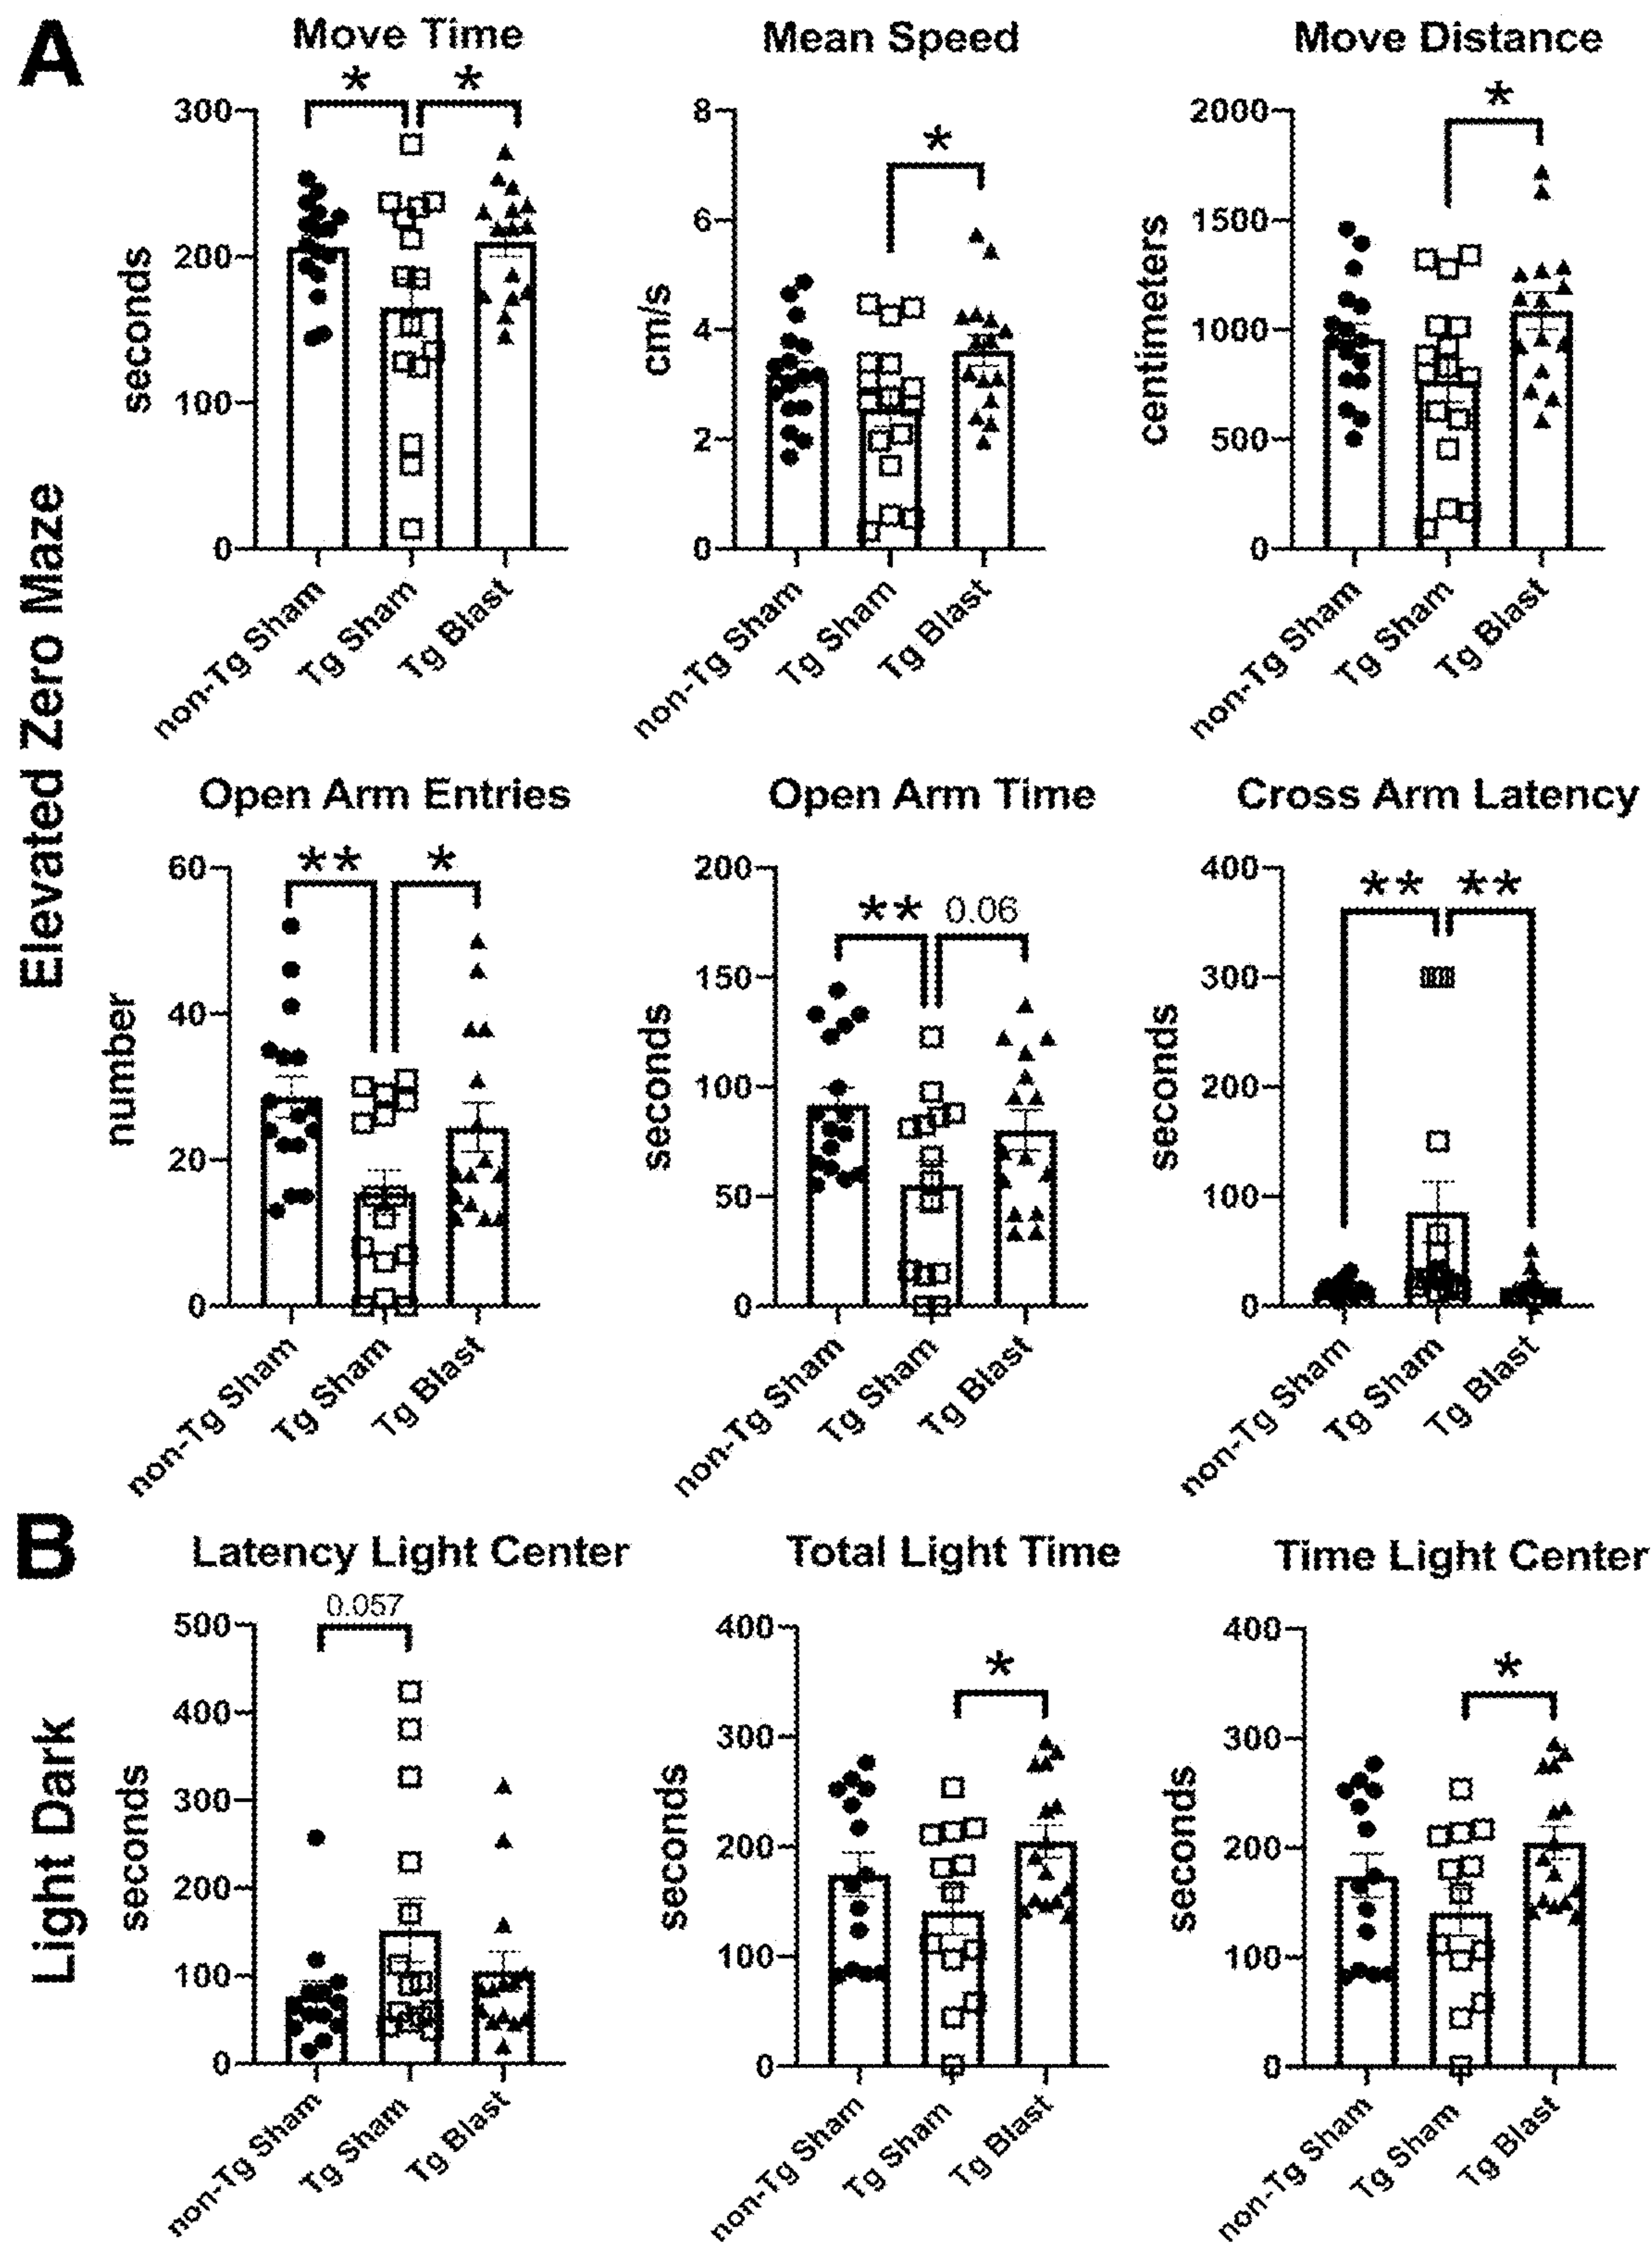 A
Elevated Zero Maze
Move Time
* *
seconds
300
200
100
0
non-Tg Sham
Tg Sham
Tg Blast
Mean Speed
*
cm/s
8
6
4
2
0
non-Tg Sham
Tg Sham
Tg Blast
Move Distance
*
centimeters
2000
1500
1000
500
0
non-Tg Sham
Tg Sham
Tg Blast
Open Arm Entries
** *
number
60
40
20
0
non-Tg Sham
Tg Sham
Tg Blast
Open Arm Time
** 0.06
seconds
200
150
100
50
0
non-Tg Sham
Tg Sham
Tg Blast
Cross Arm Latency
** **
seconds
400
300
200
100
0
non-Tg Sham
Tg Sham
Tg Blast
B
Light Dark
Latency Light Center
0.057
seconds
500
400
300
200
100
0
non-Tg Sham
Tg Sham
Tg Blast
Total Light Time
*
seconds
400
300
200
100
0
non-Tg Sham
Tg Sham
Tg Blast
Time Light Center
*
seconds
400
300
200
100
0
non-Tg Sham
Tg Sham
Tg Blast